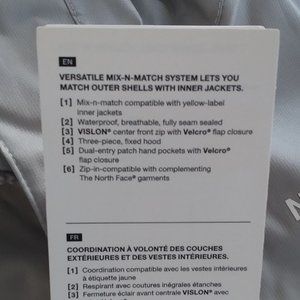 EN
VERSATILE MIX-N-MATCH SYSTEM LETS YOU
MATCH OUTER SHELLS WITH INNER JACKETS.
[1] Mix-n-match compatible with yellow-label
inner jackets
[2] Waterproof, breathable, fully seam sealed
[3] VISLON® center front zip with Velcro® flap closure
[4] Three-piece, fixed hood
[5] Dual-entry patch hand pockets with Velcro®
flap closure
[6] Zip-in-compatible with complementing
The North Face® garments
FR
COORDINATION À VOLONTÉ DES COUCHES
EXTÉRIEURES ET DES VESTES INTÉRIEURES.
[1] Coordination compatible avec les vestes intérieures
à étiquette jaune
[2] Respirant avec coutures intégrales étanches
[3] Fermeture éclair avant centrale VISLON® avec